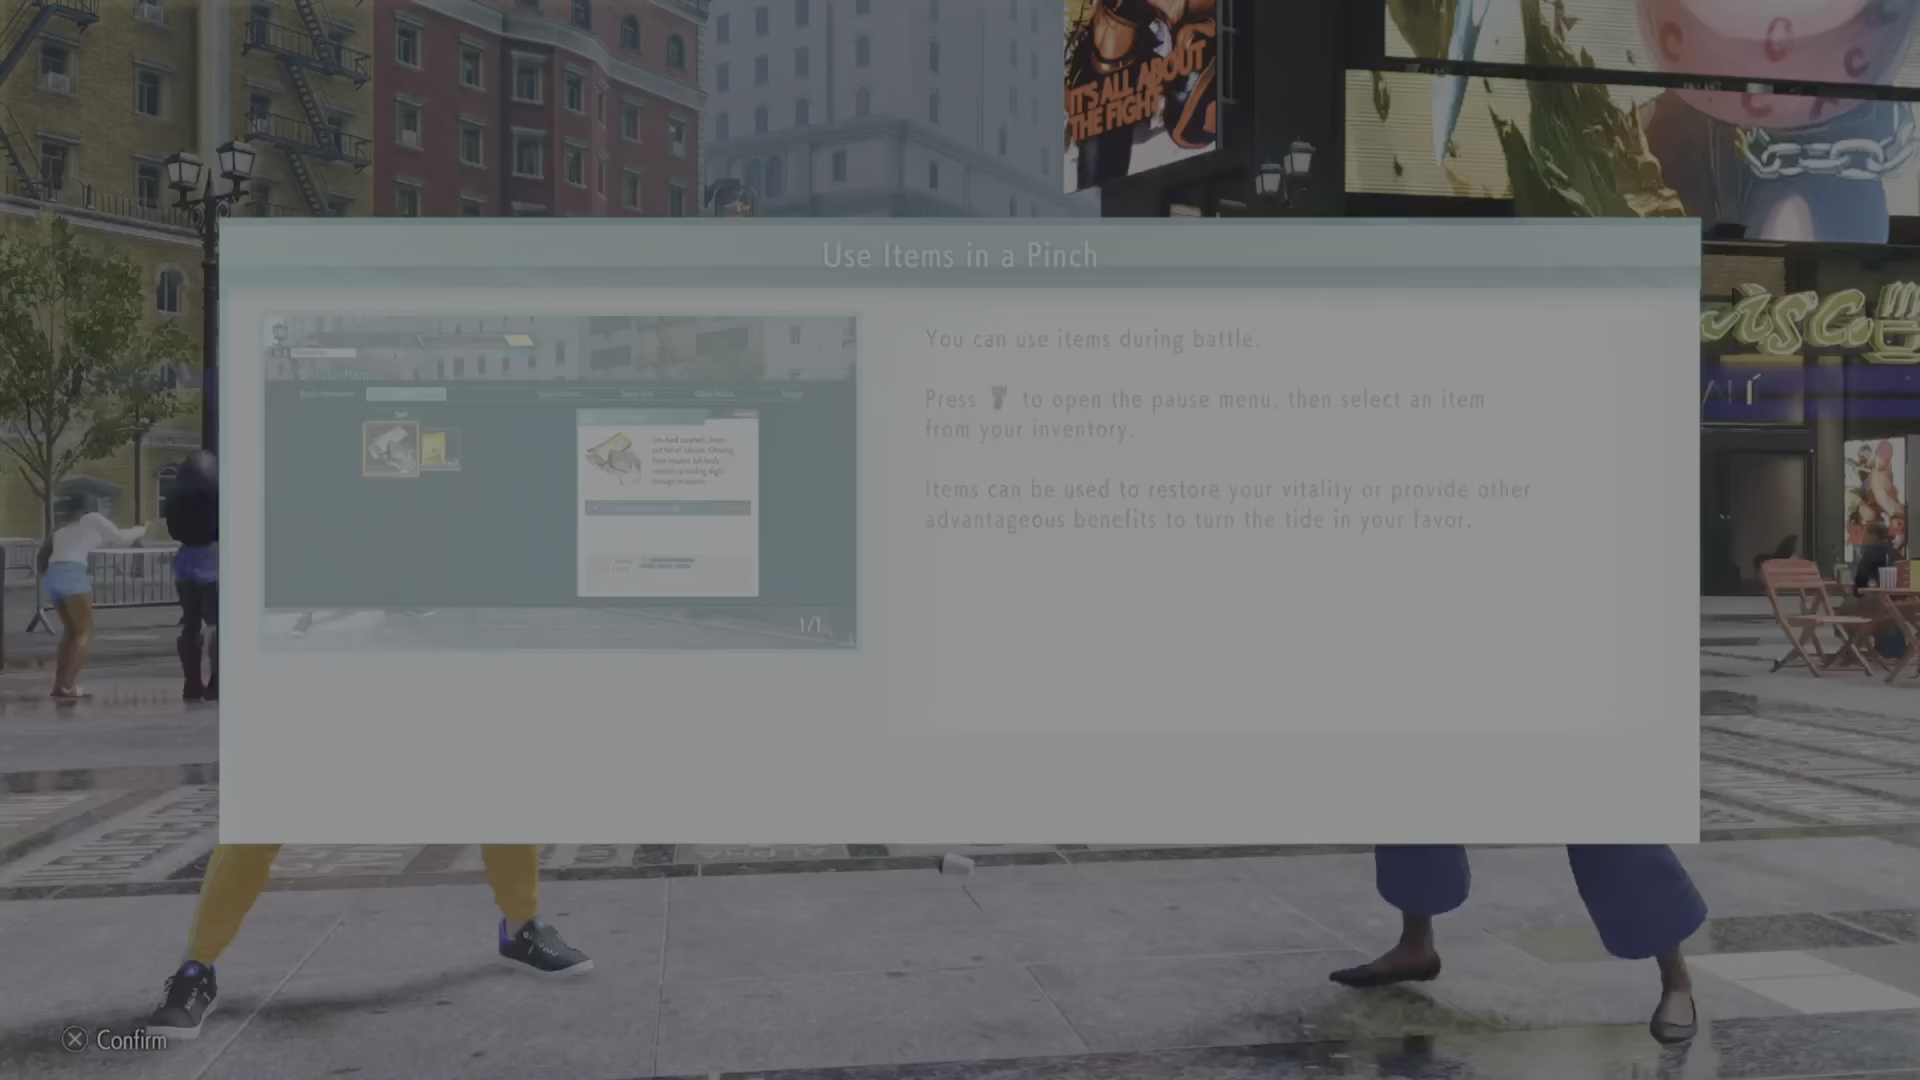 IT'S ALL ABOUT
THE FIGHT
Use Items in a Pinch
You can use items during battle.
Press to open the pause menu, then select an item
from your inventory.
Items can be used to restore your vitality or provide other
advantageous benefits to turn the tide in your favor.
1/1
Confirm